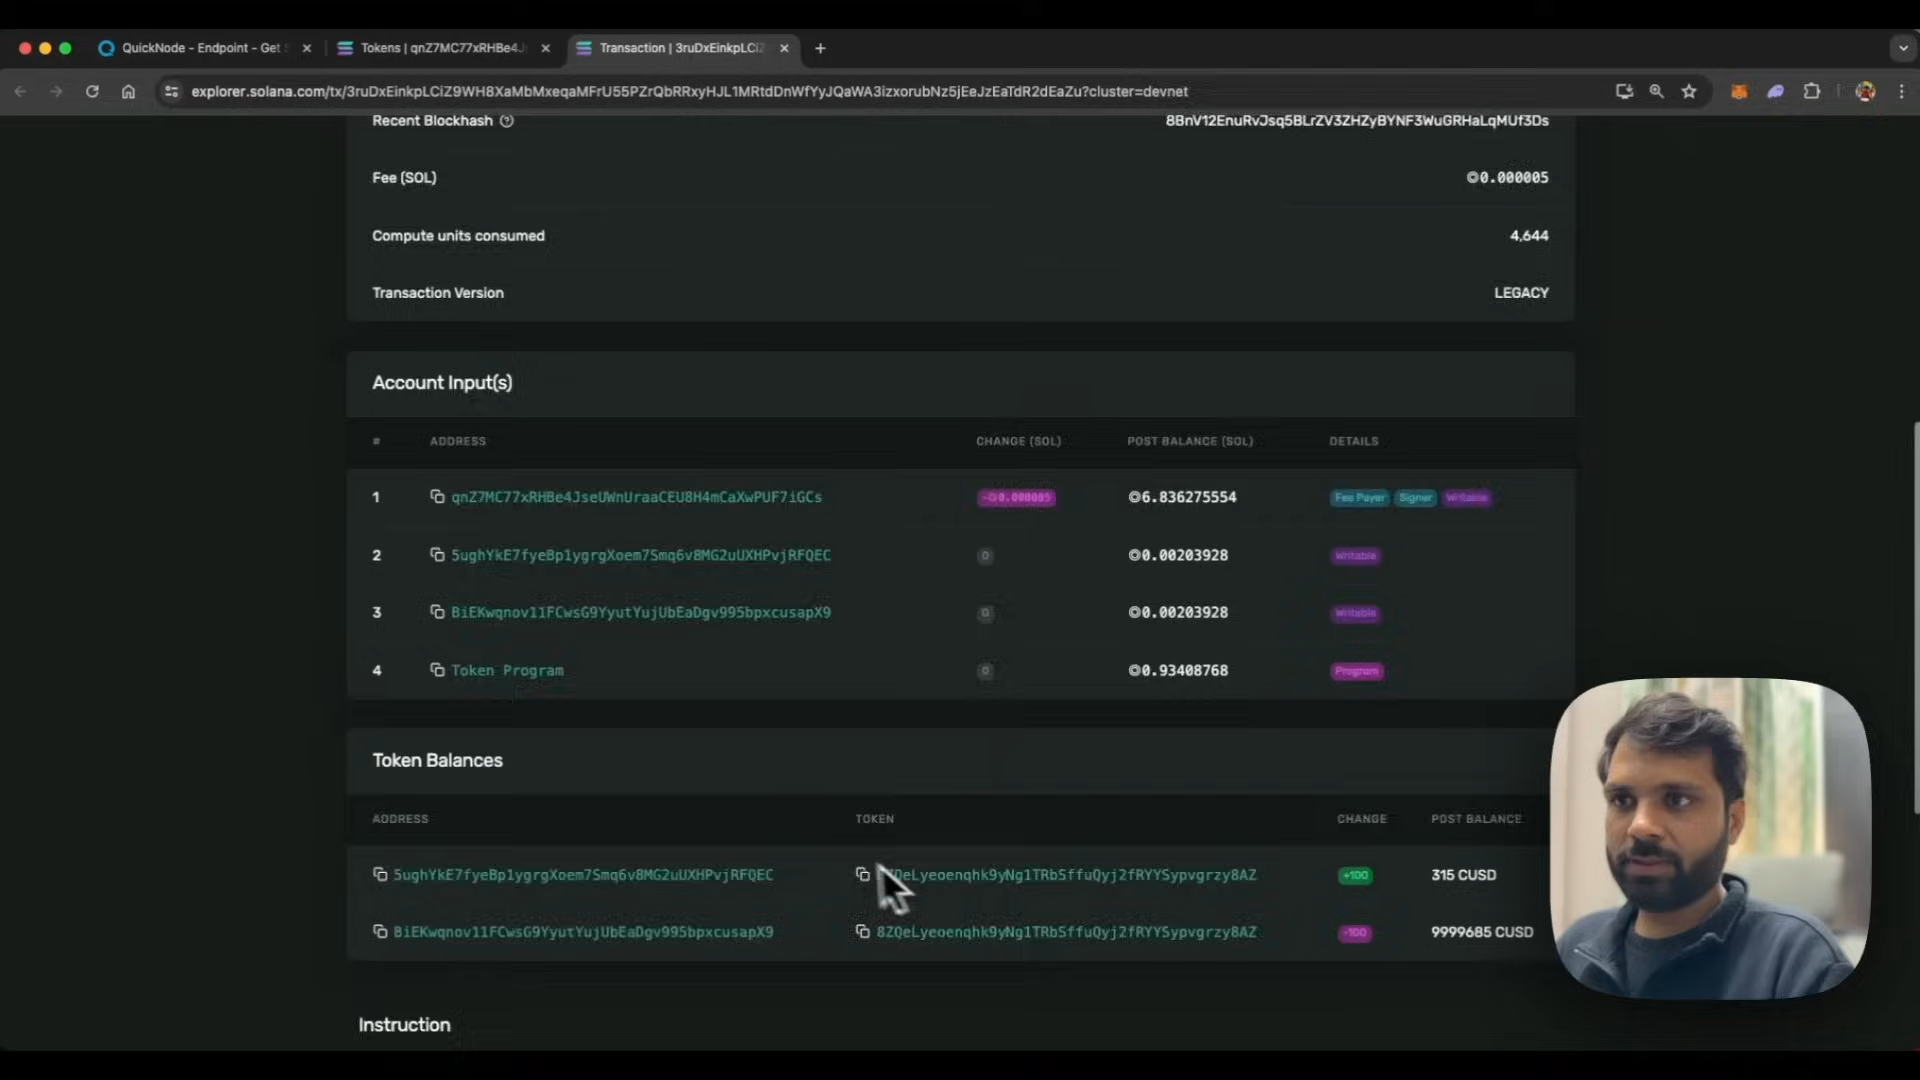 QuickNode - Endpoint - Get
Tokens | qnZ7MC77xRHBe4J
Transaction | 3ruDxEinkpLCiZ
explorer.solana.com/tx/3ruDxEinkpLCiZ9WH8XaMbMxeqaMFrU55PZrQbRRxyHJL1MRtdDnWfYyJQaWA3izxorubNz5jEeJzEaTdR2dEaZu?cluster=devnet
Recent Blockhash
8BnV12EnuRvJsq5BLrZV3ZHZyBYNF3WuGRHaLqMUf3Ds
Fee (SOL)
◎0.000005
Compute units consumed
4,644
Transaction Version
LEGACY
Account Input(s)
# ADDRESS CHANGE (SOL) POST BALANCE (SOL) DETAILS
1 qnZ7MC77xRHBe4JseUWnUraaCEU8H4mCaXwPUF7iGCs -◎0.000005 ◎6.836275554 Fee Payer Signer Writable
2 5ughYkE7fyeBp1ygrgXoem7Smq6v8MG2uUXHPvjRFQEC 0 ◎0.00203928 Writable
3 BiEKwqnov11FCwsG9YyutYujUbEaDgv995bpxcusapX9 0 ◎0.00203928 Writable
4 Token Program 0 ◎0.93408768 Program
Token Balances
ADDRESS TOKEN CHANGE POST BALANCE
5ughYkE7fyeBp1ygrgXoem7Smq6v8MG2uUXHPvjRFQEC QeLyeoenqhk9yNg1TRbSffuQyj2fRYYSypvgrzy8AZ +100 315 CUSD
BiEKwqnov11FCwsG9YyutYujUbEaDgv995bpxcusapX9 8ZQeLyeoenqhk9yNg1TRbSffuQyj2fRYYSypvgrzy8AZ -100 9999685 CUSD
Instruction